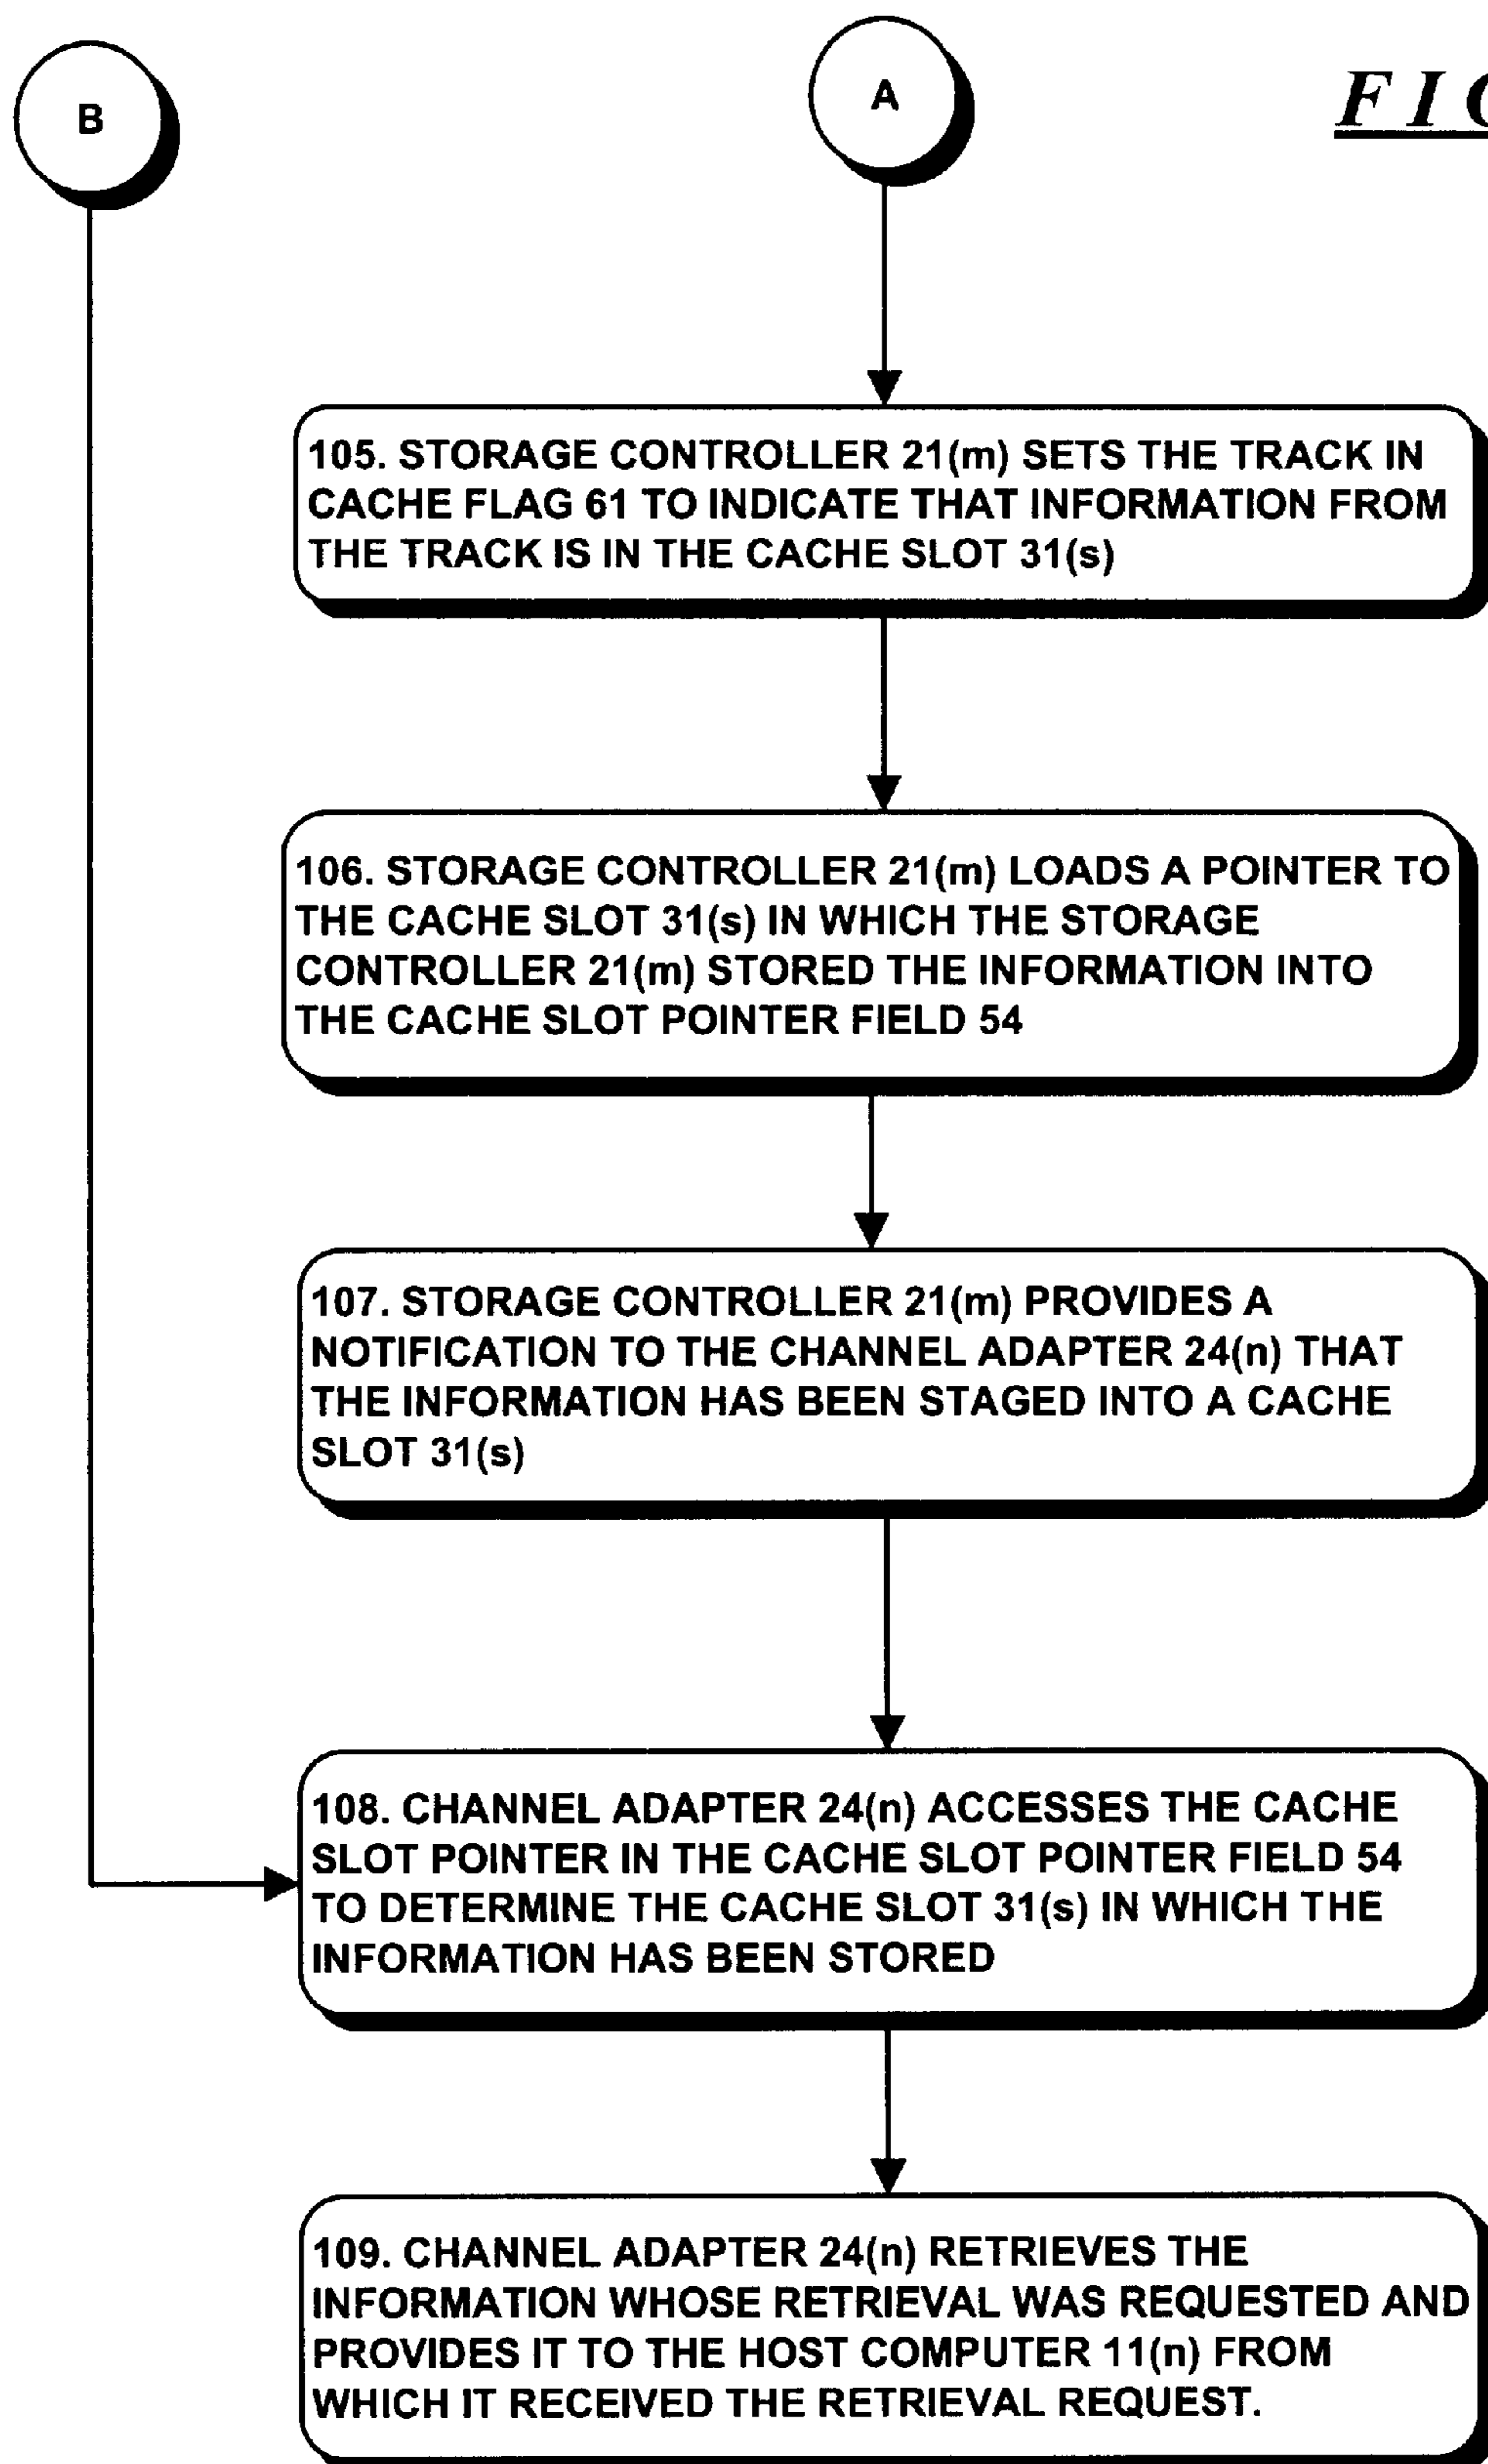 B
A
105. STORAGE CONTROLLER 21(m) SETS THE TRACK IN
CACHE FLAG 61 TO INDICATE THAT INFORMATION FROM
THE TRACK IS IN THE CACHE SLOT 31(s)
106. STORAGE CONTROLLER 21(m) LOADS A POINTER TO
THE CACHE SLOT 31(s) IN WHICH THE STORAGE
CONTROLLER 21(m) STORED THE INFORMATION INTO
THE CACHE SLOT POINTER FIELD 54
107. STORAGE CONTROLLER 21(m) PROVIDES A
NOTIFICATION TO THE CHANNEL ADAPTER 24(n) THAT
THE INFORMATION HAS BEEN STAGED INTO A CACHE
SLOT 31(s)
108. CHANNEL ADAPTER 24(n) ACCESSES THE CACHE
SLOT POINTER IN THE CACHE SLOT POINTER FIELD 54
TO DETERMINE THE CACHE SLOT 31(s) IN WHICH THE
INFORMATION HAS BEEN STORED
109. CHANNEL ADAPTER 24(n) RETRIEVES THE
INFORMATION WHOSE RETRIEVAL WAS REQUESTED AND
PROVIDES IT TO THE HOST COMPUTER 11(n) FROM
WHICH IT RECEIVED THE RETRIEVAL REQUEST.